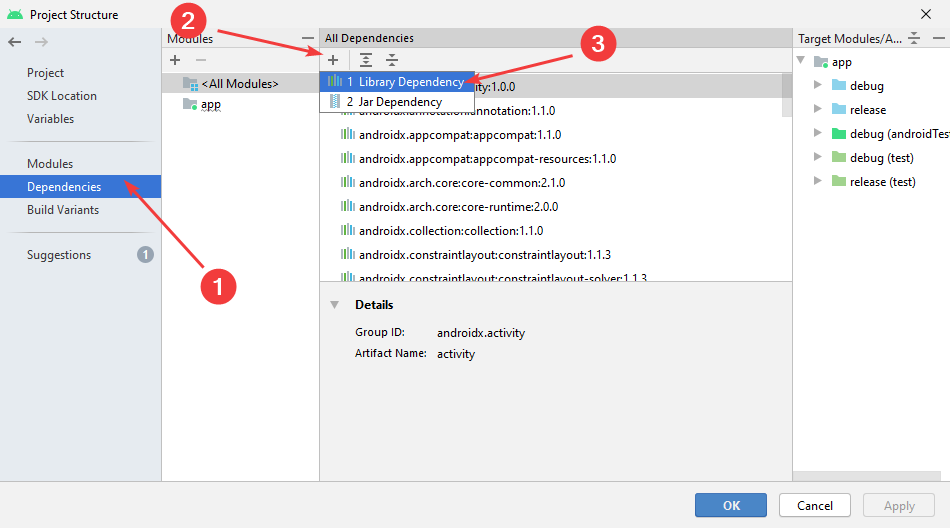 Project Structure
2
Modules
All Dependencies
3
Target Modules/A...
Project
SDK Location
Variables
Modules
Dependencies
Build Variants
Suggestions
1
1
<All Modules>
app
1 Library Dependency
2 Jar Dependency
ity:1.0.0
annotation:1.1.0
androidx.appcompat:appcompat:1.1.0
androidx.appcompat:appcompat-resources:1.1.0
androidx.arch.core:core-common:2.1.0
androidx.arch.core:core-runtime:2.0.0
androidx.collection:collection:1.1.0
androidx.constraintlayout:constraintlayout:1.1.3
androidx.constraintlayout:constraintlayout-solver:1.1.3
Details
Group ID: androidx.activity
Artifact Name: activity
app
debug
release
debug (androidTes
debug (test)
release (test)
OK
Cancel
Apply